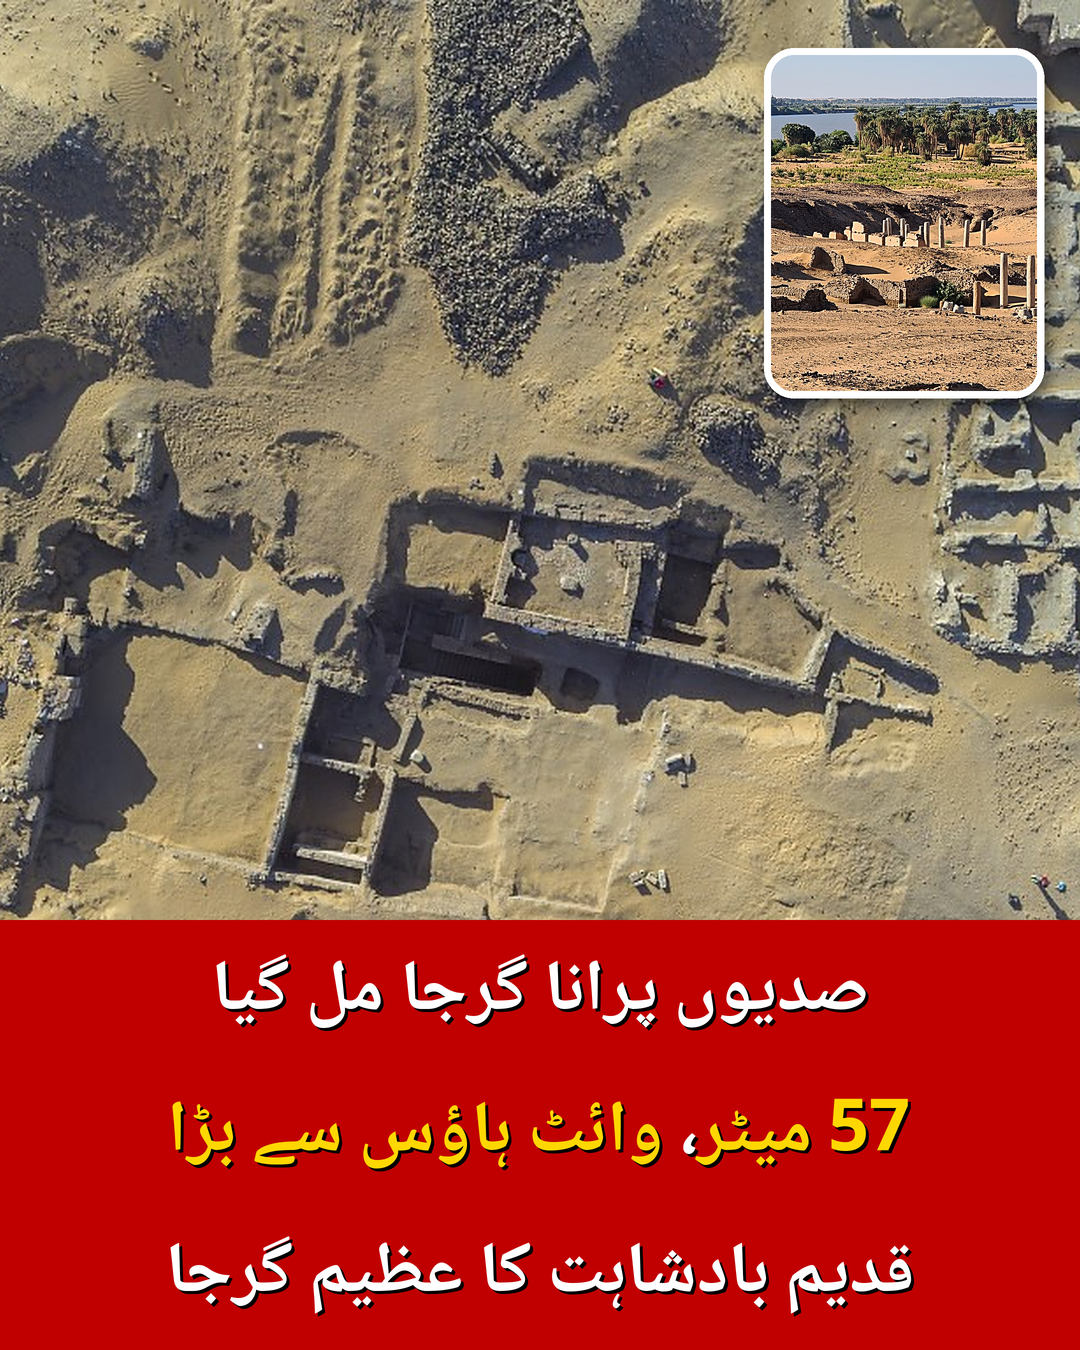 صدیوں پرانا گرجا مل گیا
57 میٹر، وائٹ ہاؤس سے بڑا
قدیم بادشاہت کا عظیم گرجا